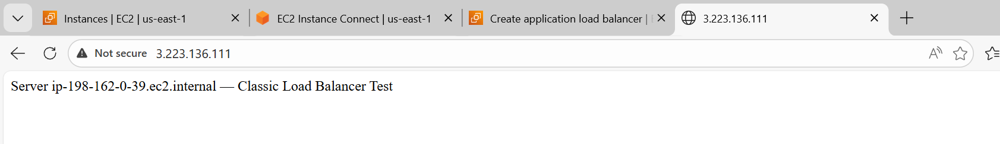 Instances | EC2 | us-east-1
EC2 Instance Connect | us-east-1
Create application load balancer |
3.223.136.111
Not secure 3.223.136.111
Server ip-198-162-0-39.ec2.internal — Classic Load Balancer Test